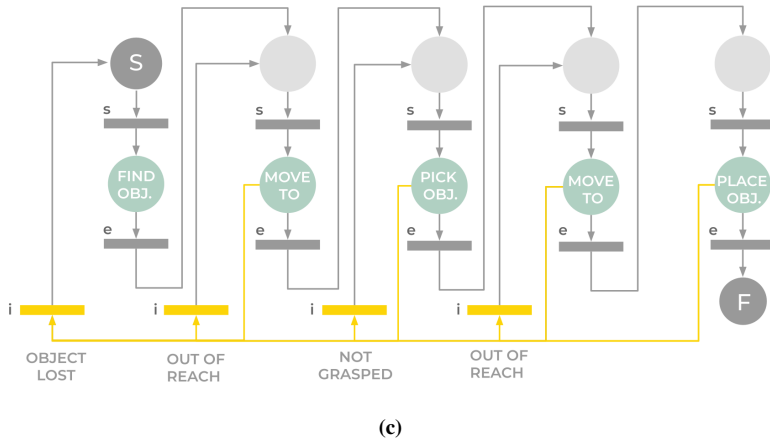 S
s
s
s
s
s
FIND
OBJ.
MOVE
TO
PICK
OBJ.
MOVE
TO
PLACE
OBJ.
e
e
e
e
e
F
i
i
i
i
OBJECT
LOST
OUT OF
REACH
NOT
GRASPED
OUT OF
REACH
(c)